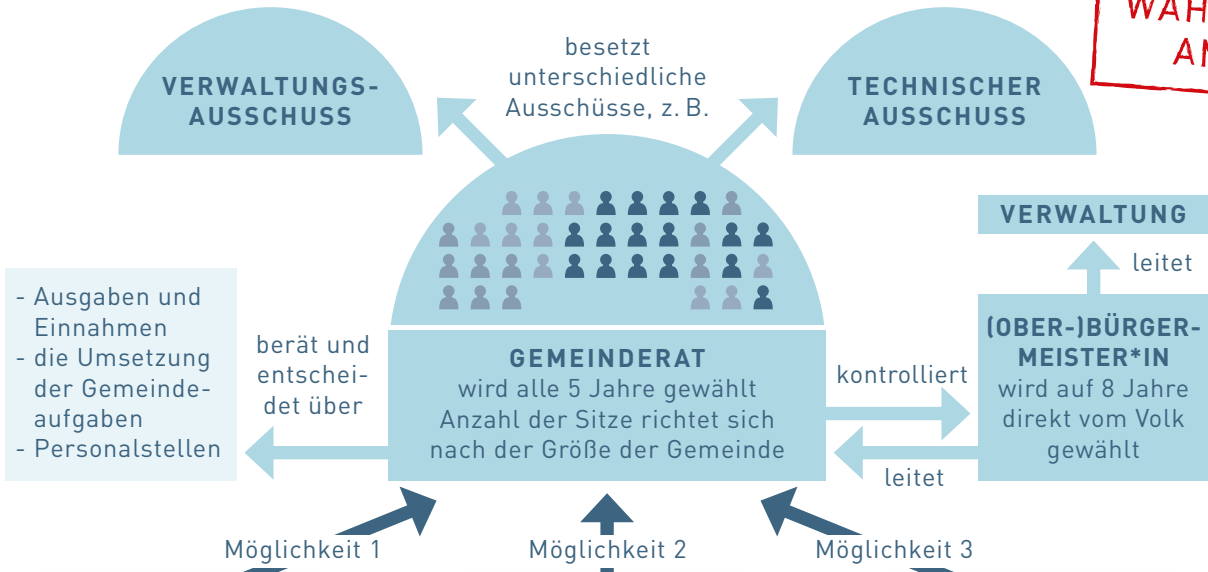 WAH
AN
besetzt
unterschiedliche
Ausschüsse, z. B.
VERWALTUNGS-
AUSSCHUSS
TECHNISCHER
AUSSCHUSS
VERWALTUNG
leitet
- Ausgaben und
Einnahmen
- die Umsetzung
der Gemeinde-
aufgaben
- Personalstellen
berät und
entschei-
det über
GEMEINDERAT
wird alle 5 Jahre gewählt
Anzahl der Sitze richtet sich
nach der Größe der Gemeinde
kontrolliert
leitet
(OBER-)BÜRGER-
MEISTER*IN
wird auf 8 Jahre
direkt vom Volk
gewählt
Möglichkeit 1
Möglichkeit 2
Möglichkeit 3